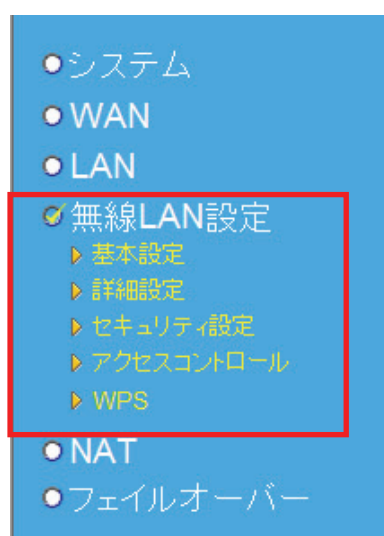 システム
WAN
LAN
無線LAN設定
基本設定
詳細設定
セキュリティ設定
アクセスコントロール
WPS
NAT
フェイルオーバー